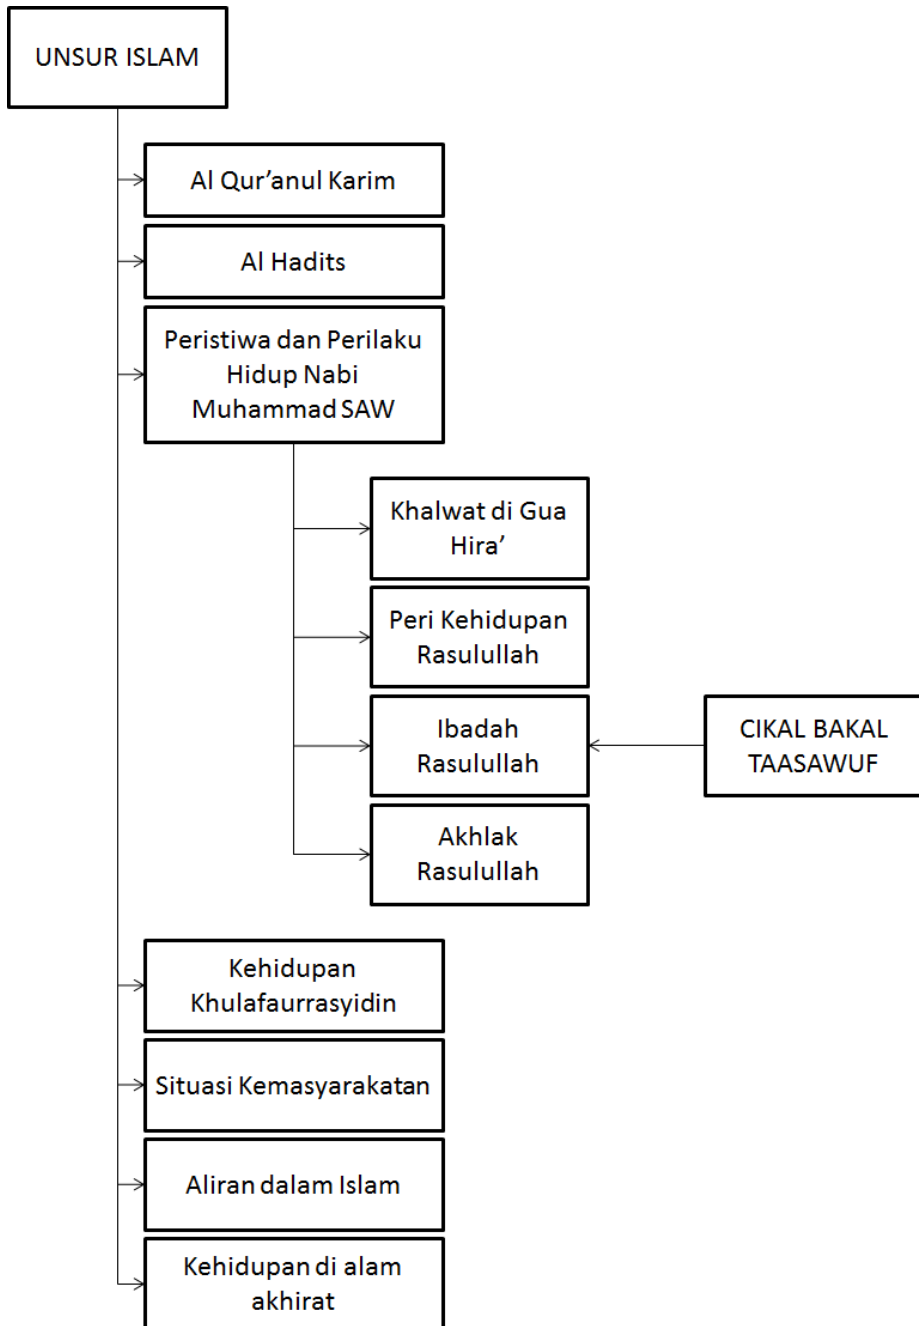 UNSUR ISLAM
Al Qur’anul Karim
Al Hadits
Peristiwa dan Perilaku
Hidup Nabi
Muhammad SAW
Khalwat di Gua
Hira’
Peri Kehidupan
Rasulullah
Ibadah
Rasulullah
CIKAL BAKAL
TAASAWUF
Akhlak
Rasulullah
Kehidupan
Khulafaurrasyidin
Situasi Kemasyarakatan
Aliran dalam Islam
Kehidupan di alam
akhirat